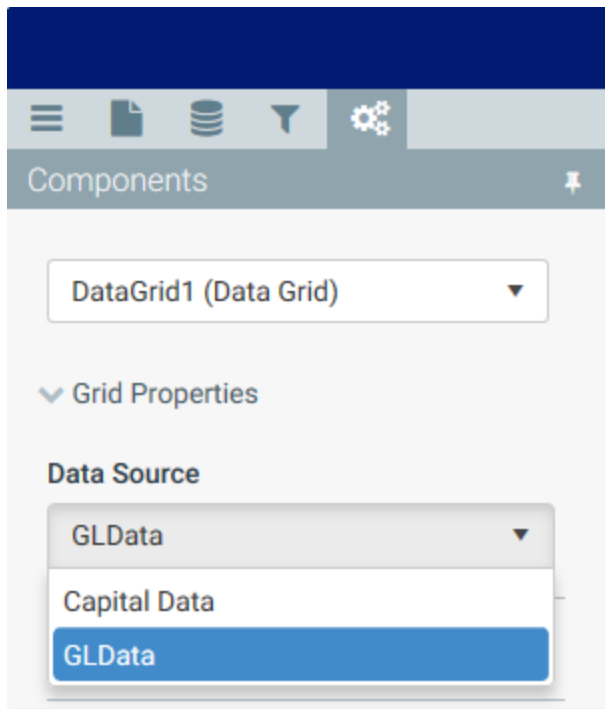 Components
DataGrid1 (Data Grid)
Grid Properties
Data Source
GLData
Capital Data
GLData